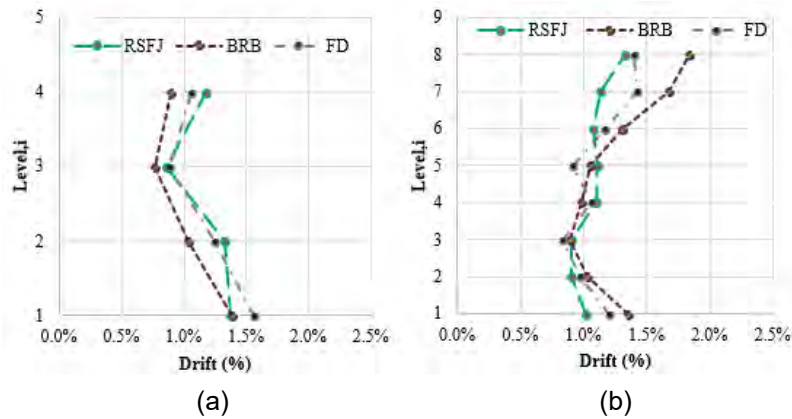 5
RSFJ BRB FD
4
3
2
1
Level,i
0.0% 0.5% 1.0% 1.5% 2.0% 2.5%
Drift (%)
(a)
9
RSFJ BRB FD
8
7
6
5
4
3
2
1
Level,i
0.0% 0.5% 1.0% 1.5% 2.0% 2.5%
Drift (%)
(b)